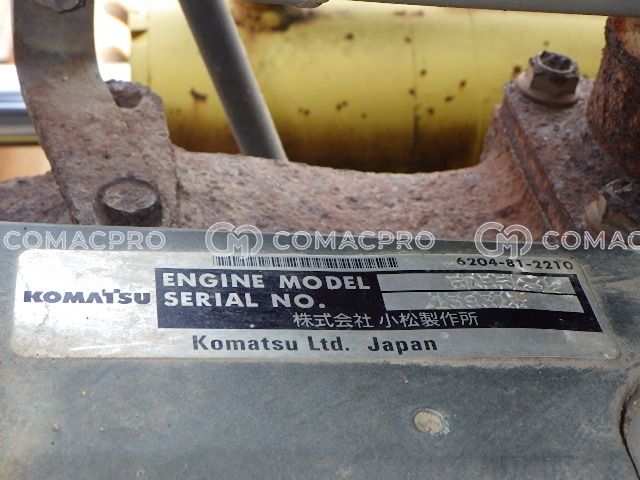 COMACPRO COMACPRO COMACPRO
6204-81-2210
KOMATSU
ENGINE MODEL
SERIAL NO.
株式会社 小松製作所
Komatsu Ltd. Japan